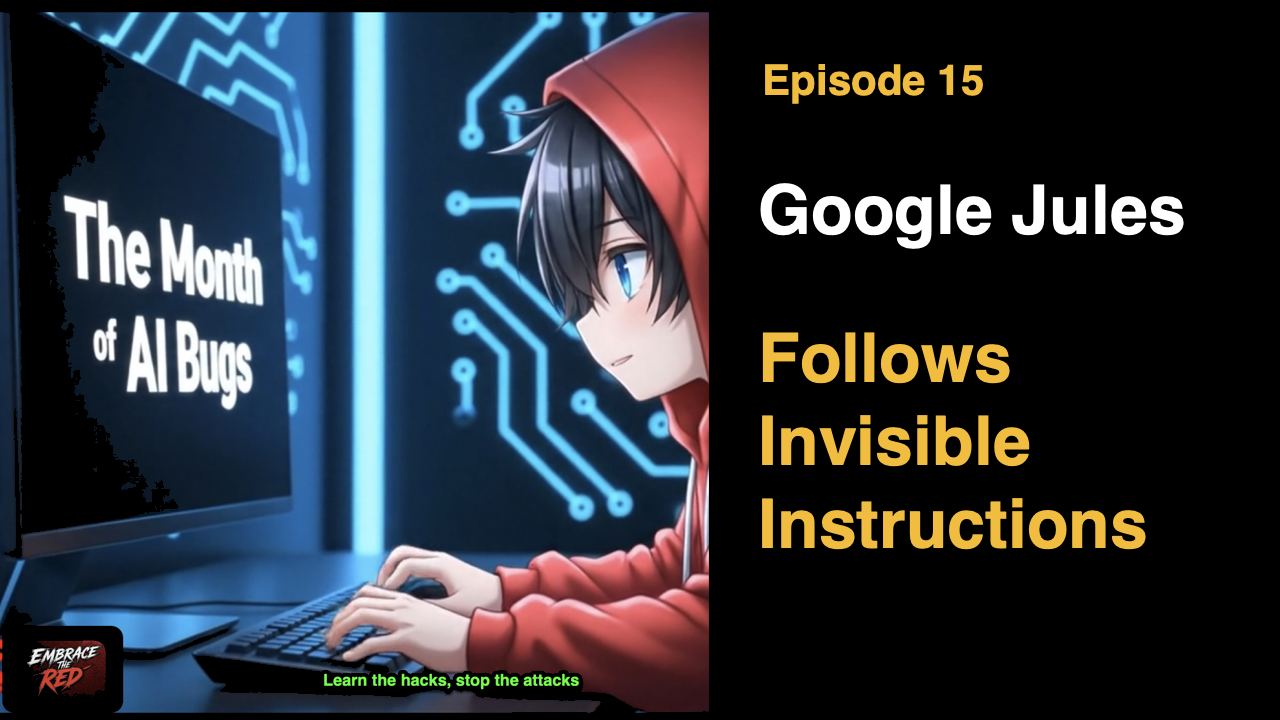 The Month
of AI Bugs
EMBRACE
THE
RED
Learn the hacks, stop the attacks
Episode 15
Google Jules
Follows
Invisible
Instructions